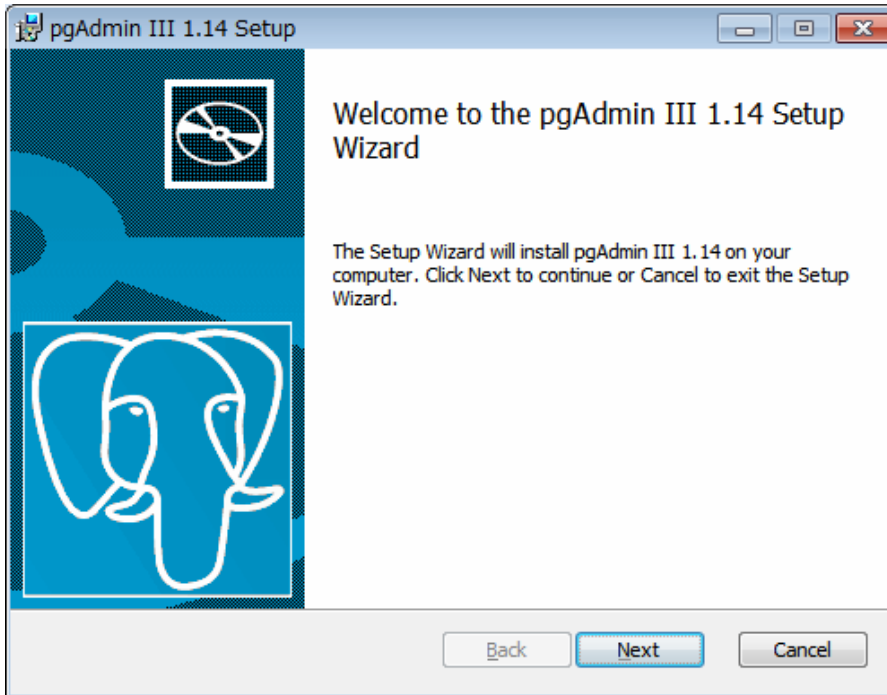 pgAdmin III 1.14 Setup
Welcome to the pgAdmin III 1.14 Setup
Wizard
The Setup Wizard will install pgAdmin III 1.14 on your
computer. Click Next to continue or Cancel to exit the Setup
Wizard.
Back Next Cancel